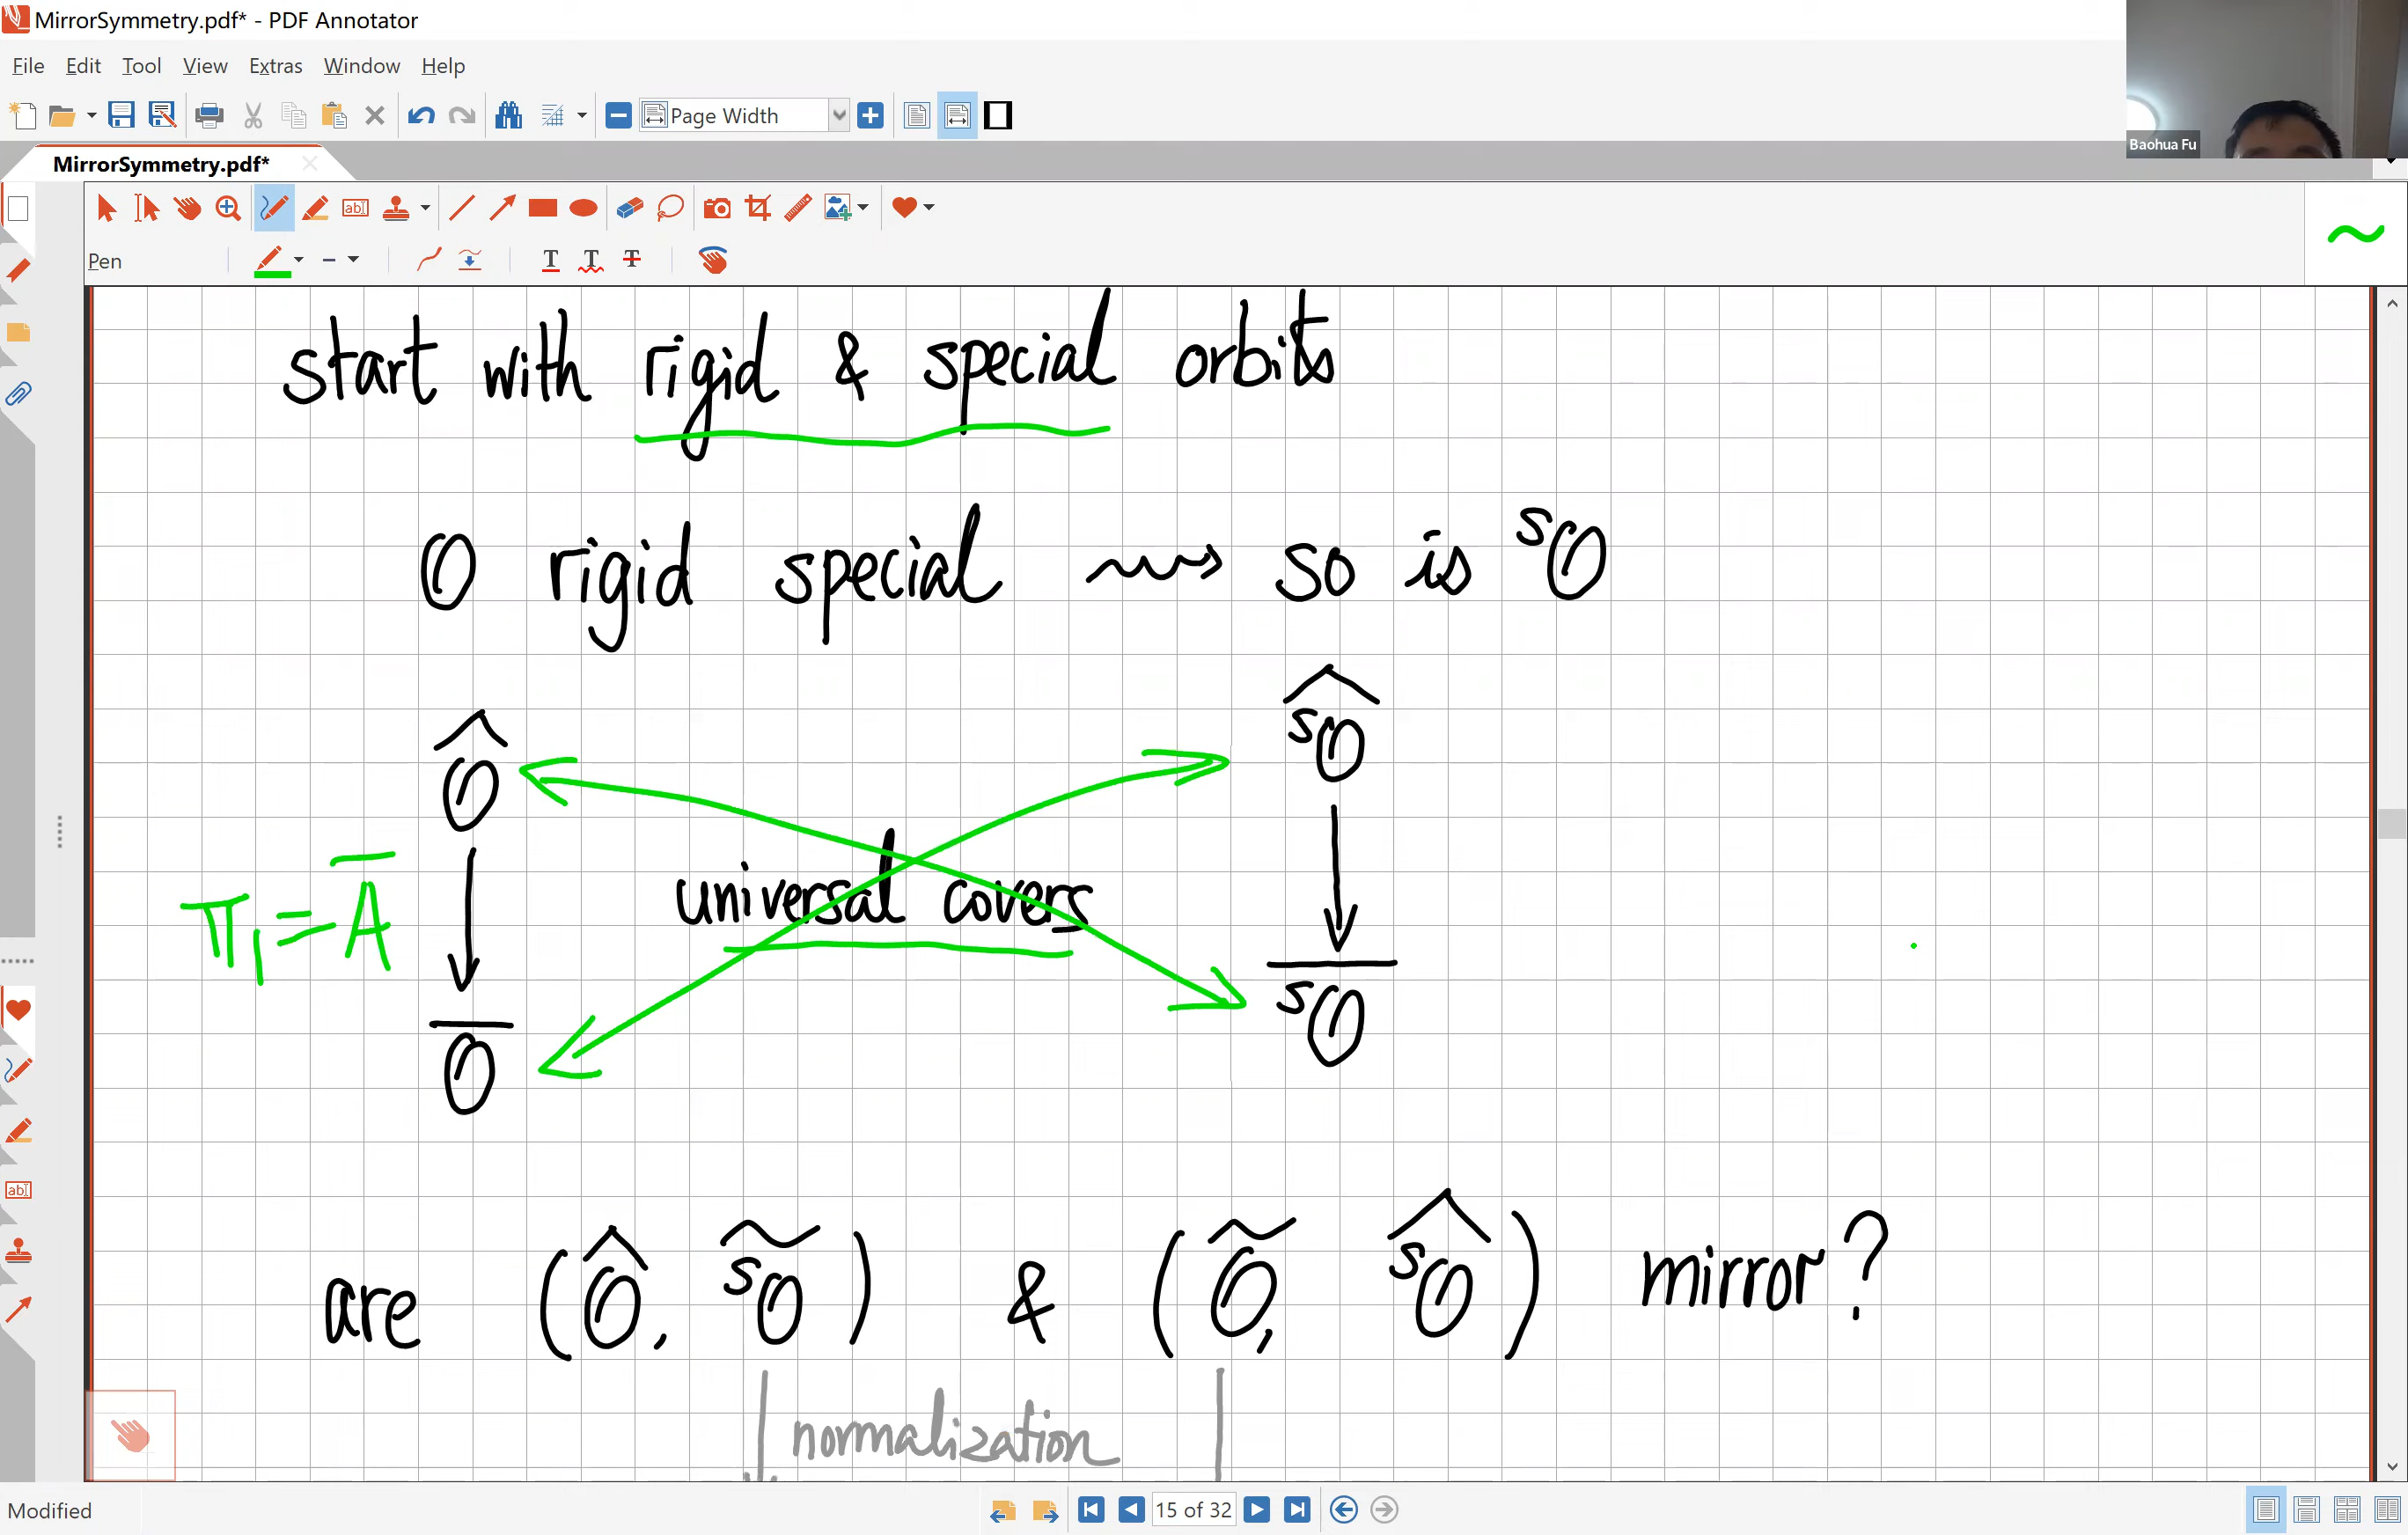 MirrorSymmetry.pdf* - PDF Annotator
File Edit Tool View Extras Window Help
Page Width
Baohua Fu
MirrorSymmetry.pdf*
Pen
start with rigid & special orbits
O rigid special ⇝ so is ˢO
Ô
ˢO^
π₁ = Ā
universal covers
O̅
ˢO̅
are (Ô, ˢÕ) & (Õ, ˢÔ) mirror?
normalization
Modified
15 of 32